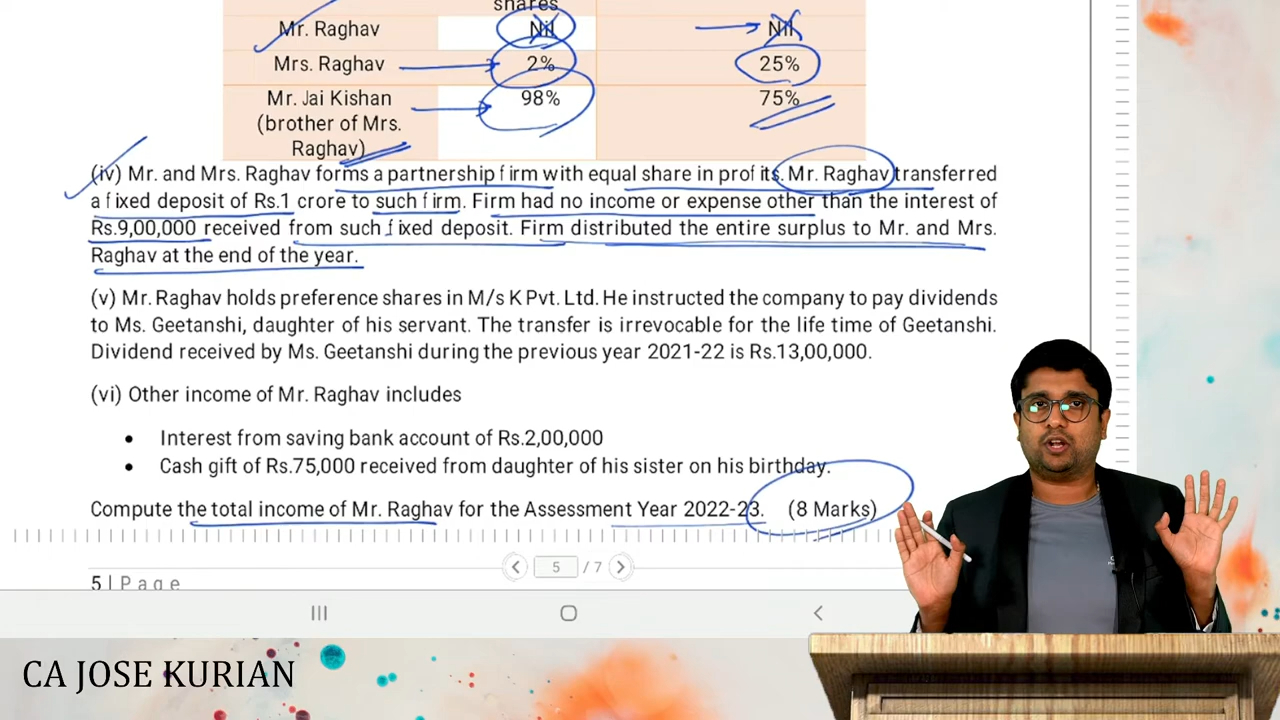 shares
Mr. Raghav Nil Nil
Mrs. Raghav 2% 25%
Mr. Jai Kishan 98% 75%
(brother of Mrs.
Raghav)
(iv) Mr. and Mrs. Raghav forms a partnership firm with equal share in profits. Mr. Raghav transferred
a fixed deposit of Rs.1 crore to such firm. Firm had no income or expense other than the interest of
Rs.9,00,000 received from such fixed deposit. Firm distributed the entire surplus to Mr. and Mrs.
Raghav at the end of the year.
(v) Mr. Raghav holds preference shares in M/s K Pvt. Lt. He instructed the company to pay dividends
to Ms. Geetanshi, daughter of his servant. The transfer is irrevocable for the life time of Geetanshi.
Dividend received by Ms. Geetanshi during the previous year 2021-22 is Rs.13,00,000.
(vi) Other income of Mr. Raghav includes
• Interest from saving bank account of Rs.2,00,000
• Cash gift of Rs.75,000 received from daughter of his sister on his birthday.
Compute the total income of Mr. Raghav for the Assessment Year 2022-23. (8 Marks)
5 / 7
5 | Page
CA JOSE KURIAN